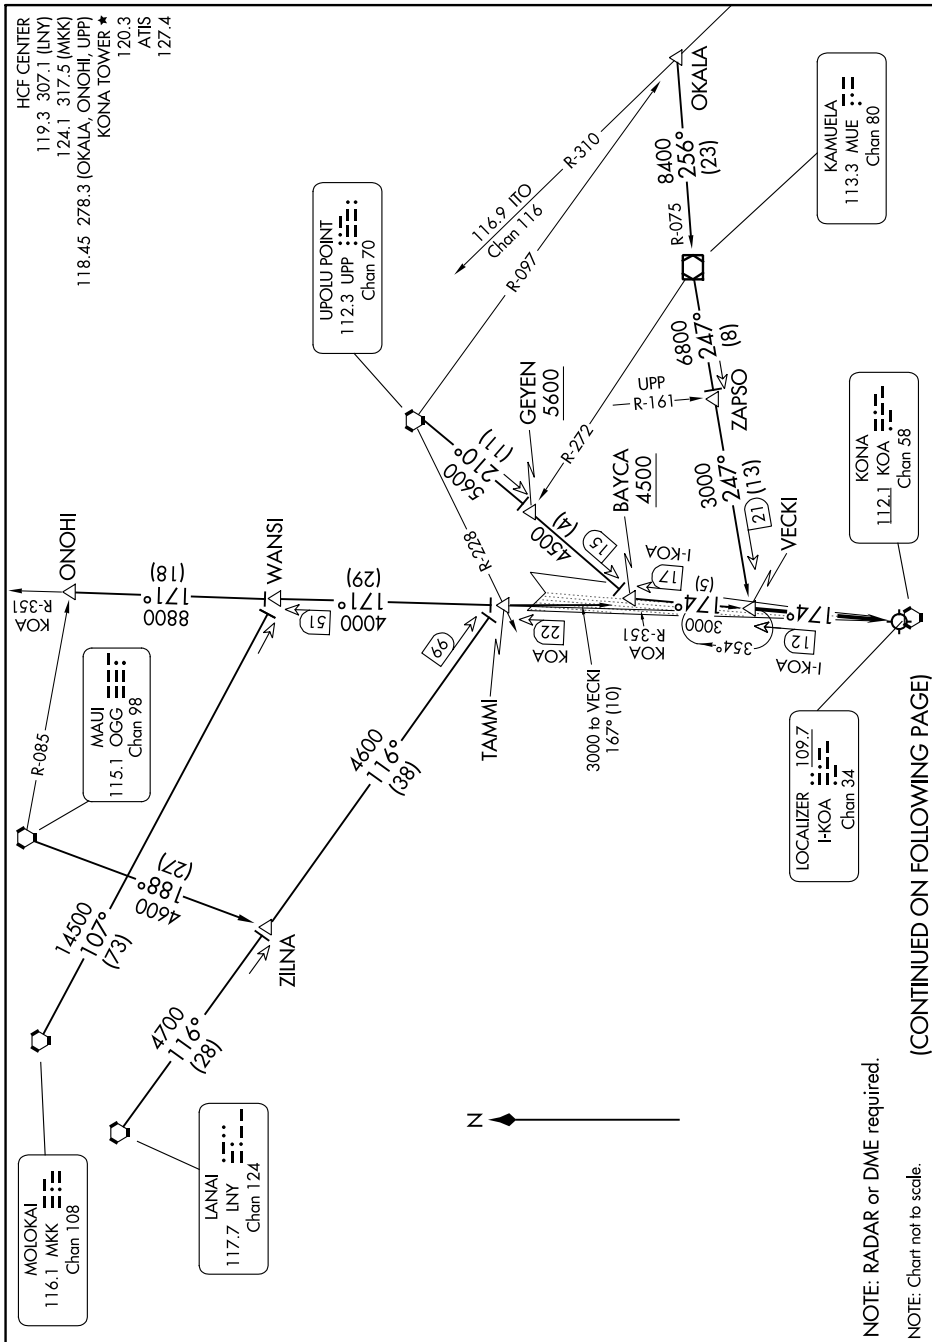 HCF CENTER
119.3 307.1 (LNY)
124.1 317.5 (MKK)
118.45 278.3 (OKALA, ONOHI, UPP)
KONA TOWER ★
120.3
ATIS
127.4
MOLOKAI
116.1 MKK
Chan 108
LANAI
117.7 LNY
Chan 124
MAUI
115.1 OGG
Chan 98
UPOLU POINT
112.3 UPP
Chan 70
KAMUELA
113.3 MUE
Chan 80
KONA
112.1 KOA
Chan 58
LOCALIZER 109.7
I-KOA
Chan 34
14500
107°
(73)
4700
116°
(28)
ZILNA
4600
188°
(27)
4600
116°
(38)
66
R-085
ONOHI
R-351
KOA
8800
171°
(18)
WANSI
51
4000
171°
(29)
TAMMI
22
KOA
R-228
3000 to VECKI
167° (10)
5600
210°
(11)
GEYEN
5600
4500
(4)
15
BAYCA
4500
17
I-KOA
R-351
KOA
174°
(5)
3000
354°
12
I-KOA
174°
VECKI
21
3000
247°
(13)
ZAPSO
UPP
R-161
6800
247°
(8)
R-272
R-075
8400
256°
(23)
OKALA
R-097
R-310
116.9 ITO
Chan 116
N
NOTE: RADAR or DME required.
NOTE: Chart not to scale.
(CONTINUED ON FOLLOWING PAGE)